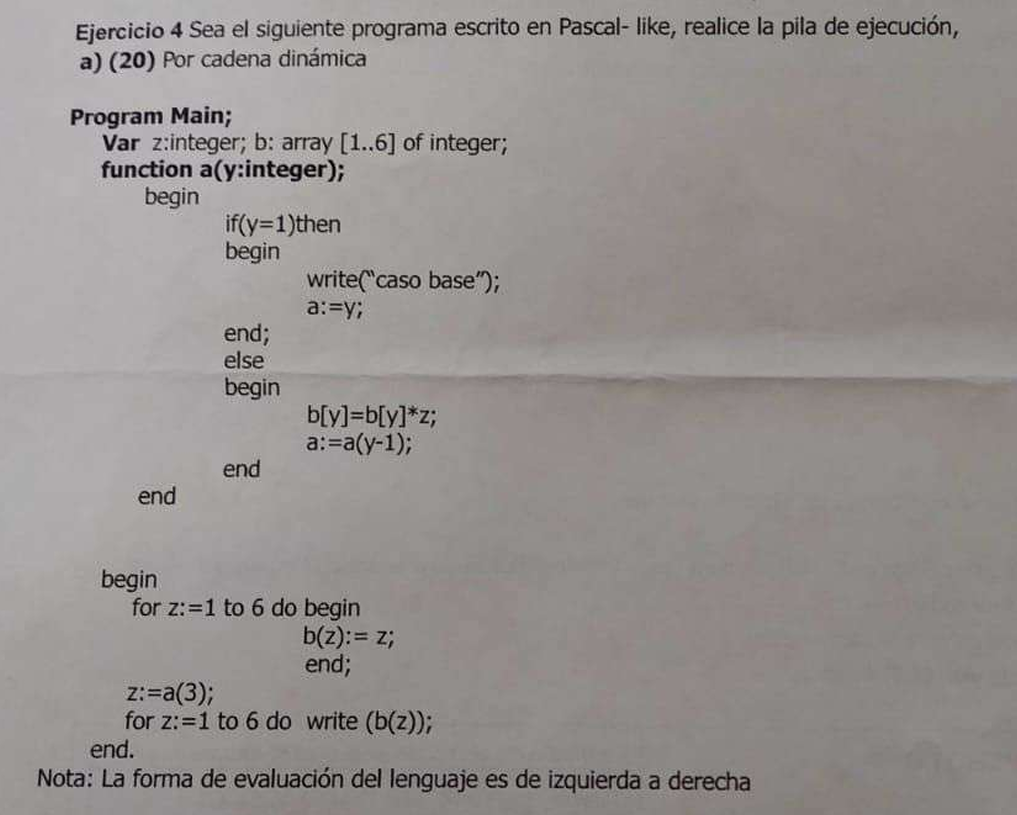 Ejercicio 4 Sea el siguiente programa escrito en Pascal- like, realice la pila de ejecución,
a) (20) Por cadena dinámica
Program Main;
Var z:integer; b: array [1..6] of integer;
function a(y:integer);
begin
if(y=1)then
begin
write("caso base");
a:=y;
end;
else
begin
b[y]=b[y]*z;
a:=a(y-1);
end
end
begin
for z:=1 to 6 do begin
b(z):= z;
end;
z:=a(3);
for z:=1 to 6 do write (b(z));
end.
Nota: La forma de evaluación del lenguaje es de izquierda a derecha